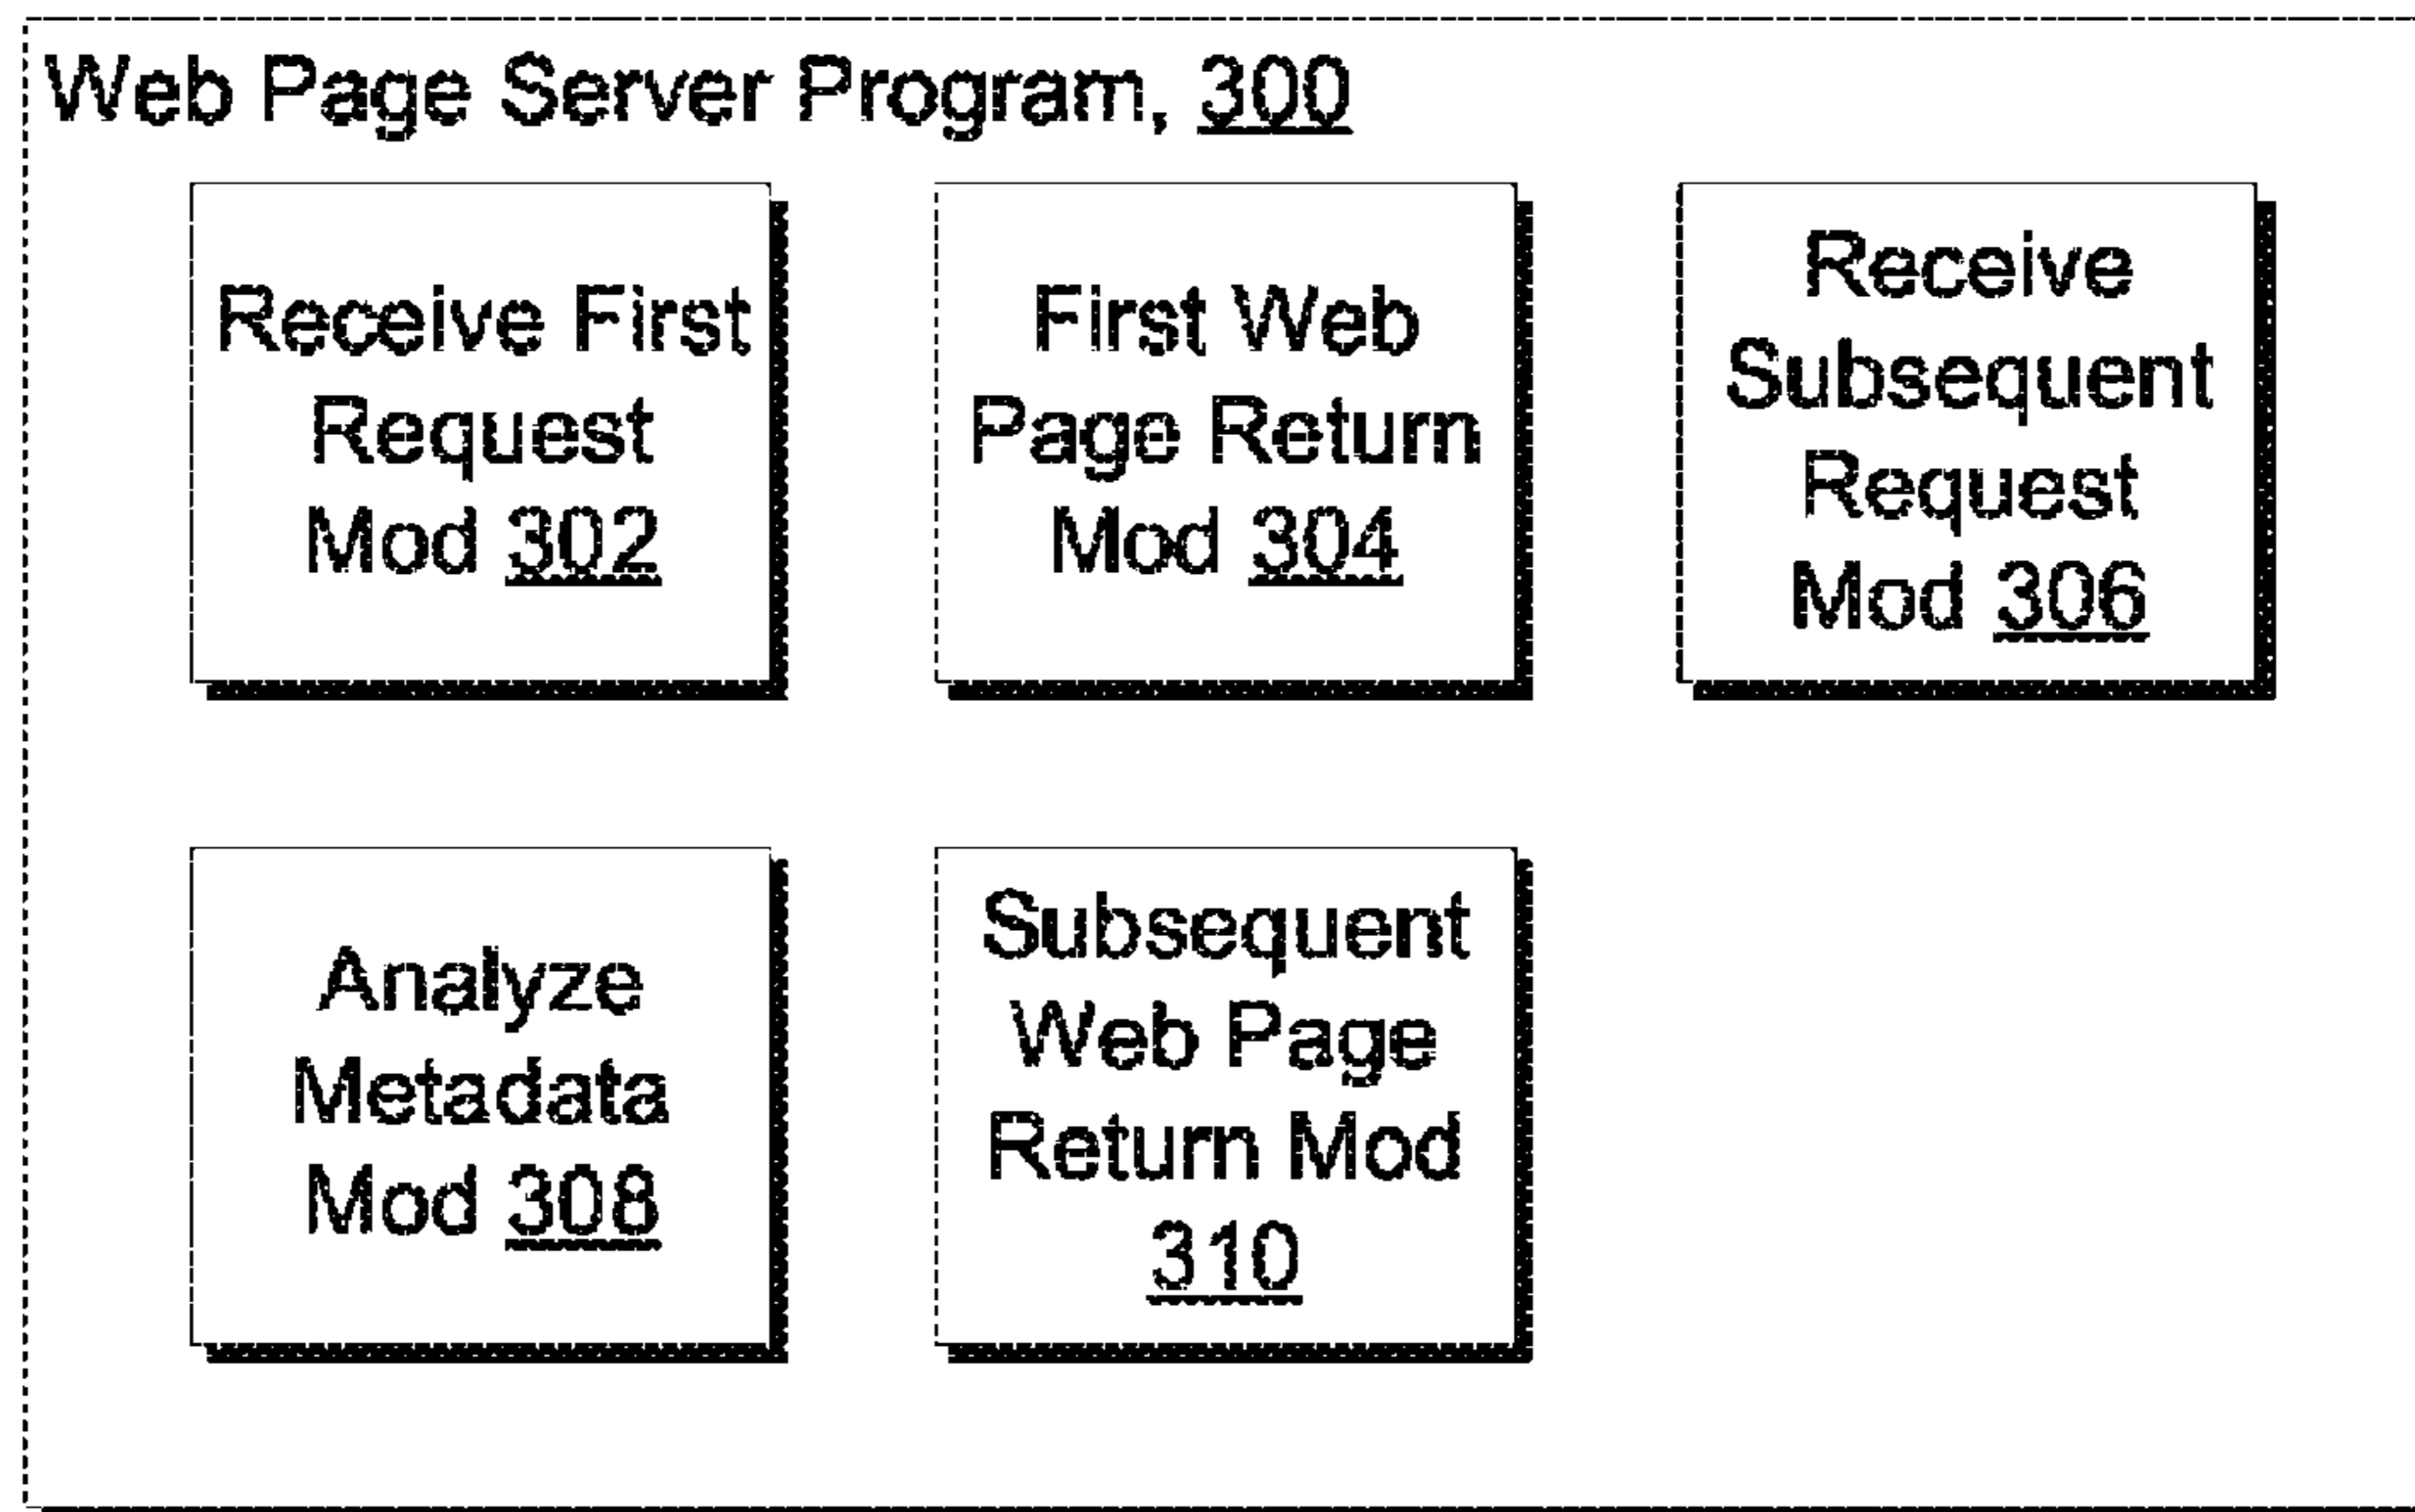 Web Page Server Program, 300
Receive First
Request
Mod 302
First Web
Page Return
Mod 304
Receive
Subsequent
Request
Mod 306
Analyze
Metadata
Mod 308
Subsequent
Web Page
Return Mod
310